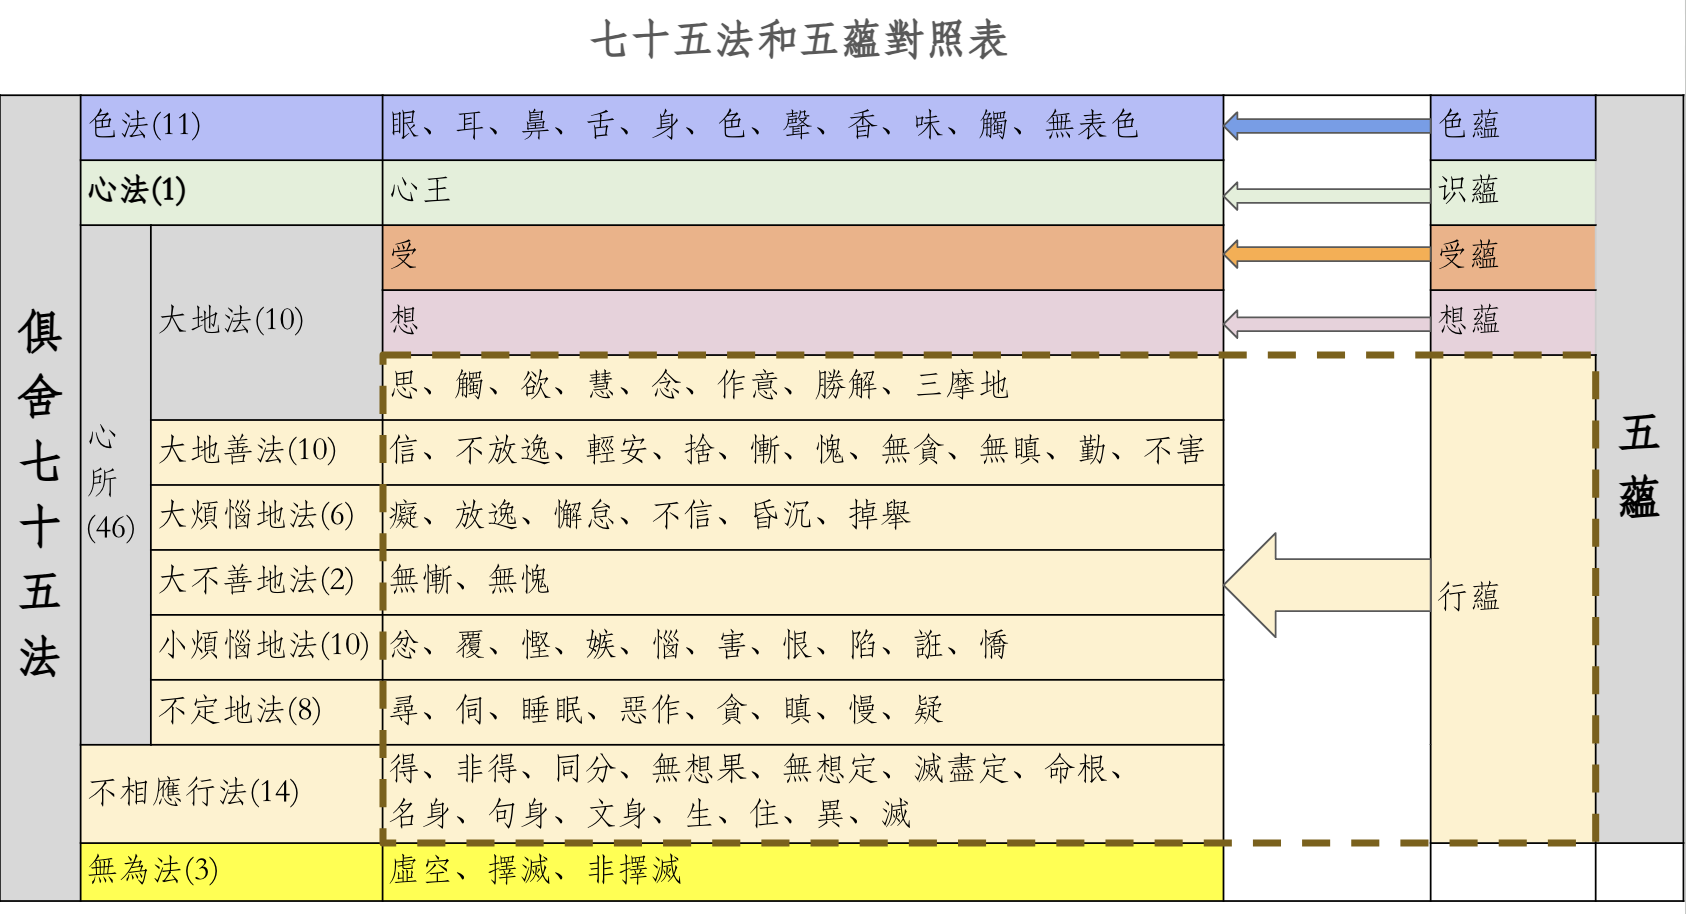 七十五法和五蘊對照表
俱舍七十五法
色法(11)
眼、耳、鼻、舌、身、色、聲、香、味、觸、無表色
色蘊
心法(1)
心王
识蘊
心所(46)
大地法(10)
受
受蘊
想
想蘊
思、觸、欲、慧、念、作意、勝解、三摩地
大地善法(10)
信、不放逸、輕安、捨、慚、愧、無貪、無瞋、勤、不害
大煩惱地法(6)
癡、放逸、懈怠、不信、昏沉、掉舉
大不善地法(2)
無慚、無愧
小煩惱地法(10)
忿、覆、慳、嫉、惱、害、恨、陷、誑、憍
不定地法(8)
尋、伺、睡眠、惡作、貪、瞋、慢、疑
不相應行法(14)
得、非得、同分、無想果、無想定、滅盡定、命根、
名身、句身、文身、生、住、異、滅
行蘊
五蘊
無為法(3)
虛空、擇滅、非擇滅